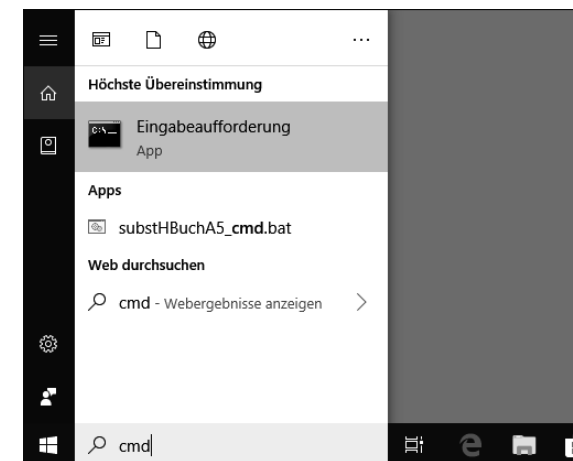 ...
Höchste Übereinstimmung
C:\_
Eingabeaufforderung
App
Apps
substHBuchA5_cmd.bat
Web durchsuchen
cmd - Webergebnisse anzeigen
cmd